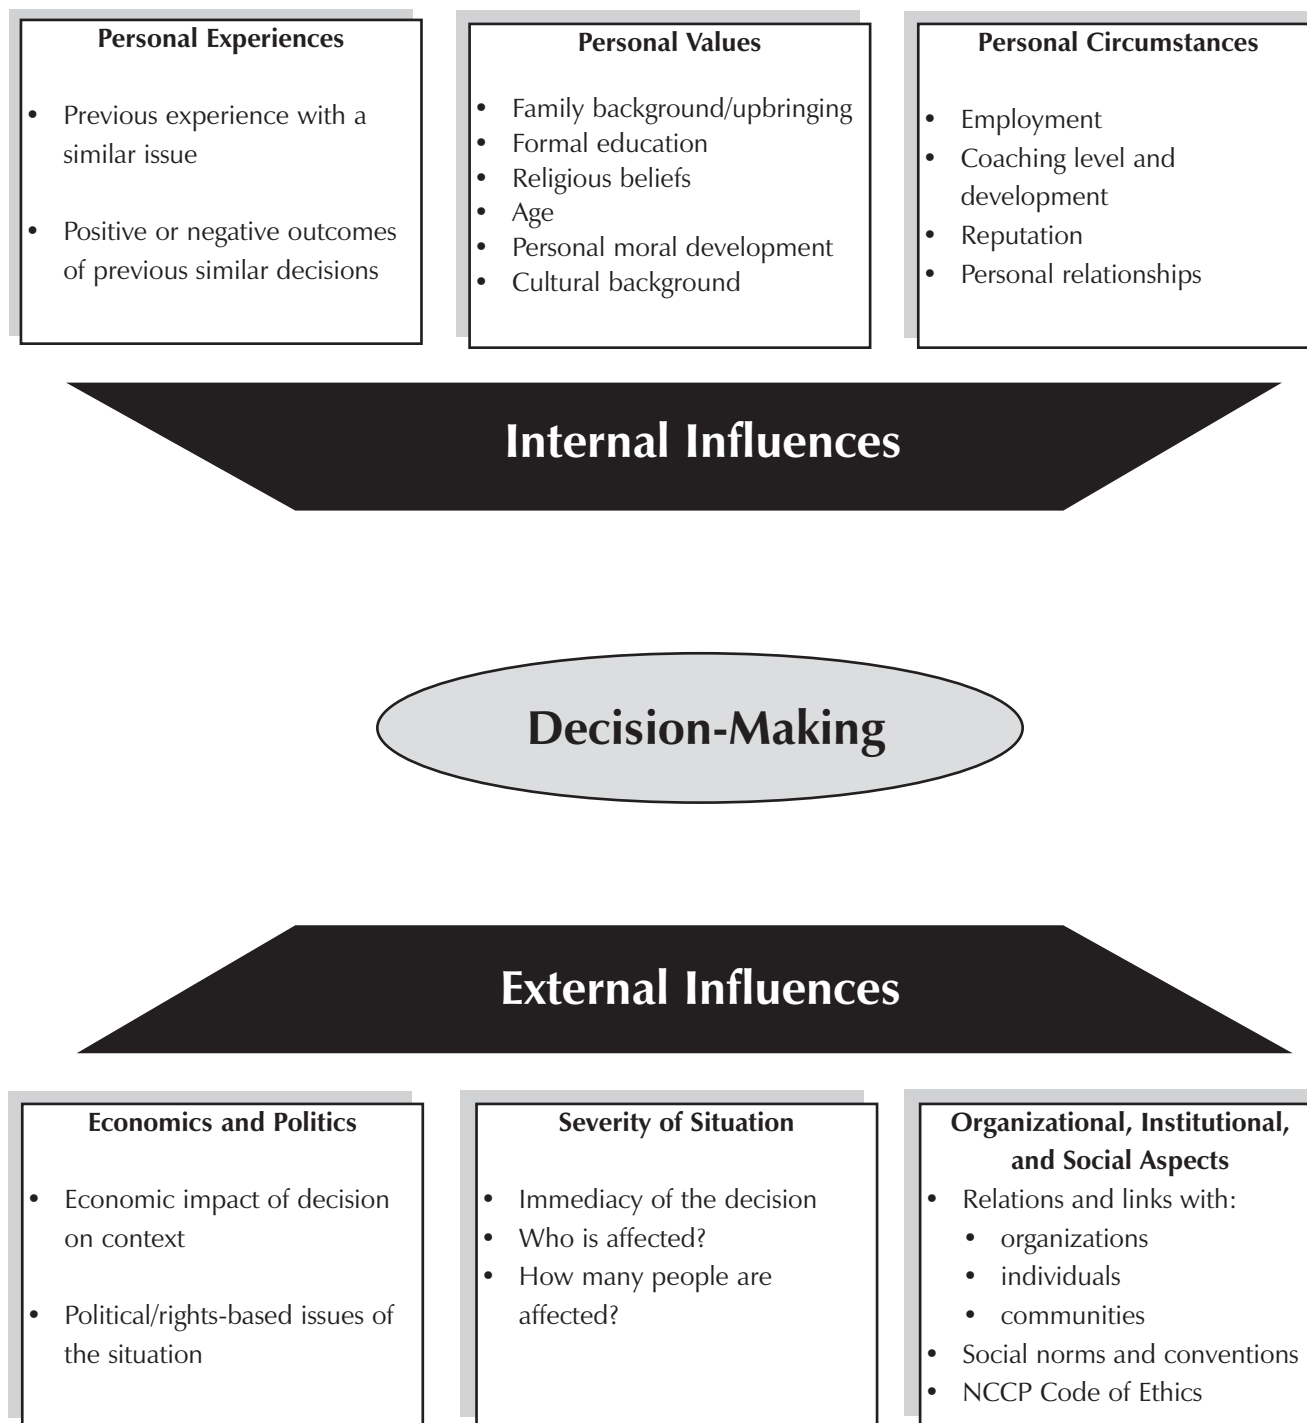 Personal Experiences
• Previous experience with a
similar issue
• Positive or negative outcomes
of previous similar decisions
Personal Values
• Family background/upbringing
• Formal education
• Religious beliefs
• Age
• Personal moral development
• Cultural background
Personal Circumstances
• Employment
• Coaching level and
development
• Reputation
• Personal relationships
Internal Influences
Decision-Making
External Influences
Economics and Politics
• Economic impact of decision
on context
• Political/rights-based issues of
the situation
Severity of Situation
• Immediacy of the decision
• Who is affected?
• How many people are
affected?
Organizational, Institutional,
and Social Aspects
• Relations and links with:
• organizations
• individuals
• communities
• Social norms and conventions
• NCCP Code of Ethics